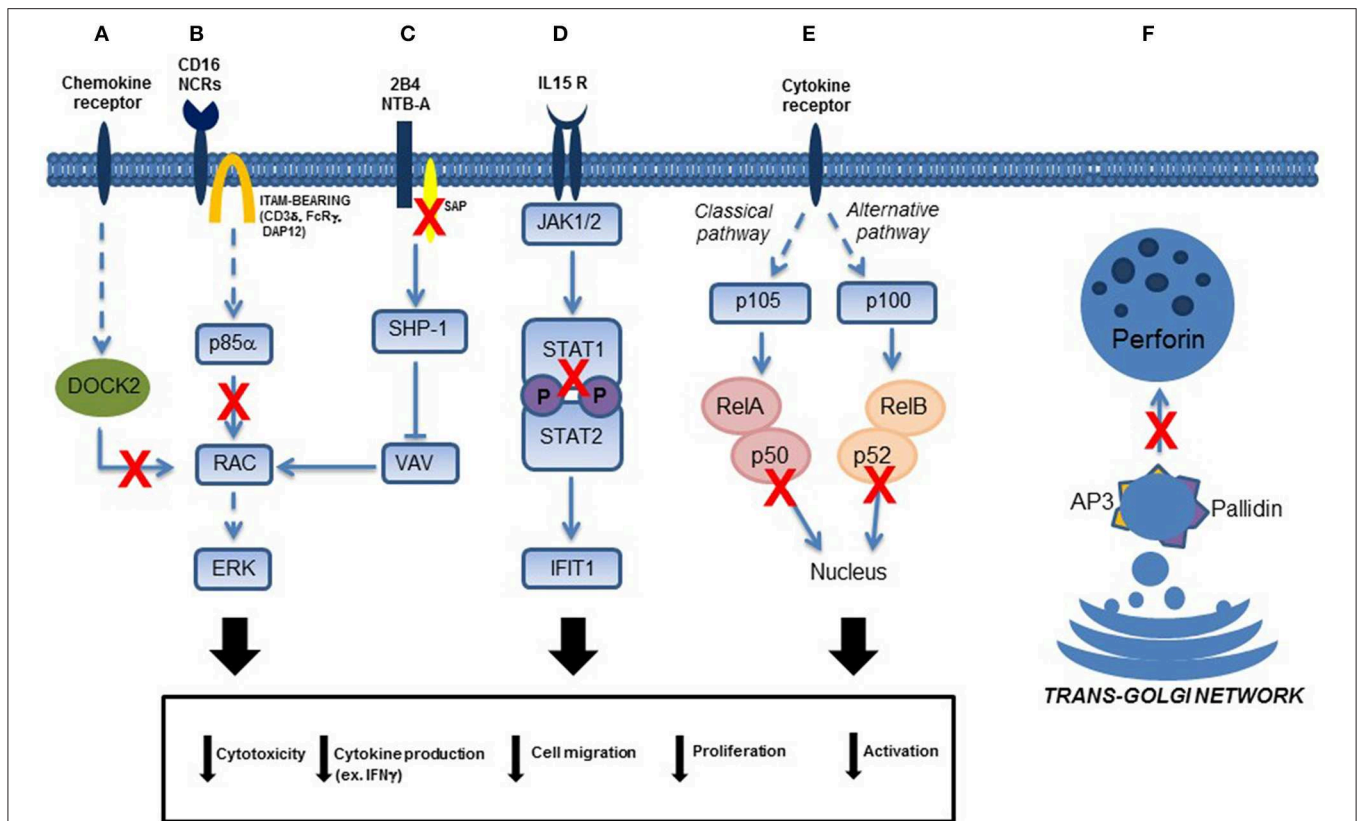 A
B
C
D
E
F
Chemokine
receptor
CD16
NCRs
2B4
NTB-A
IL15 R
Cytokine
receptor
ITAM-BEARING
(CD3δ, FcRγ,
DAP12)
SAP
JAK1/2
Classical
pathway
Alternative
pathway
p105
p100
p85α
SHP-1
STAT1
Perforin
DOCK2
P
P
RelA
RelB
STAT2
RAC
VAV
p50
p52
AP3
Pallidin
ERK
IFIT1
Nucleus
TRANS-GOLGI NETWORK
Cytotoxicity
Cytokine production
(ex. IFNγ)
Cell migration
Proliferation
Activation